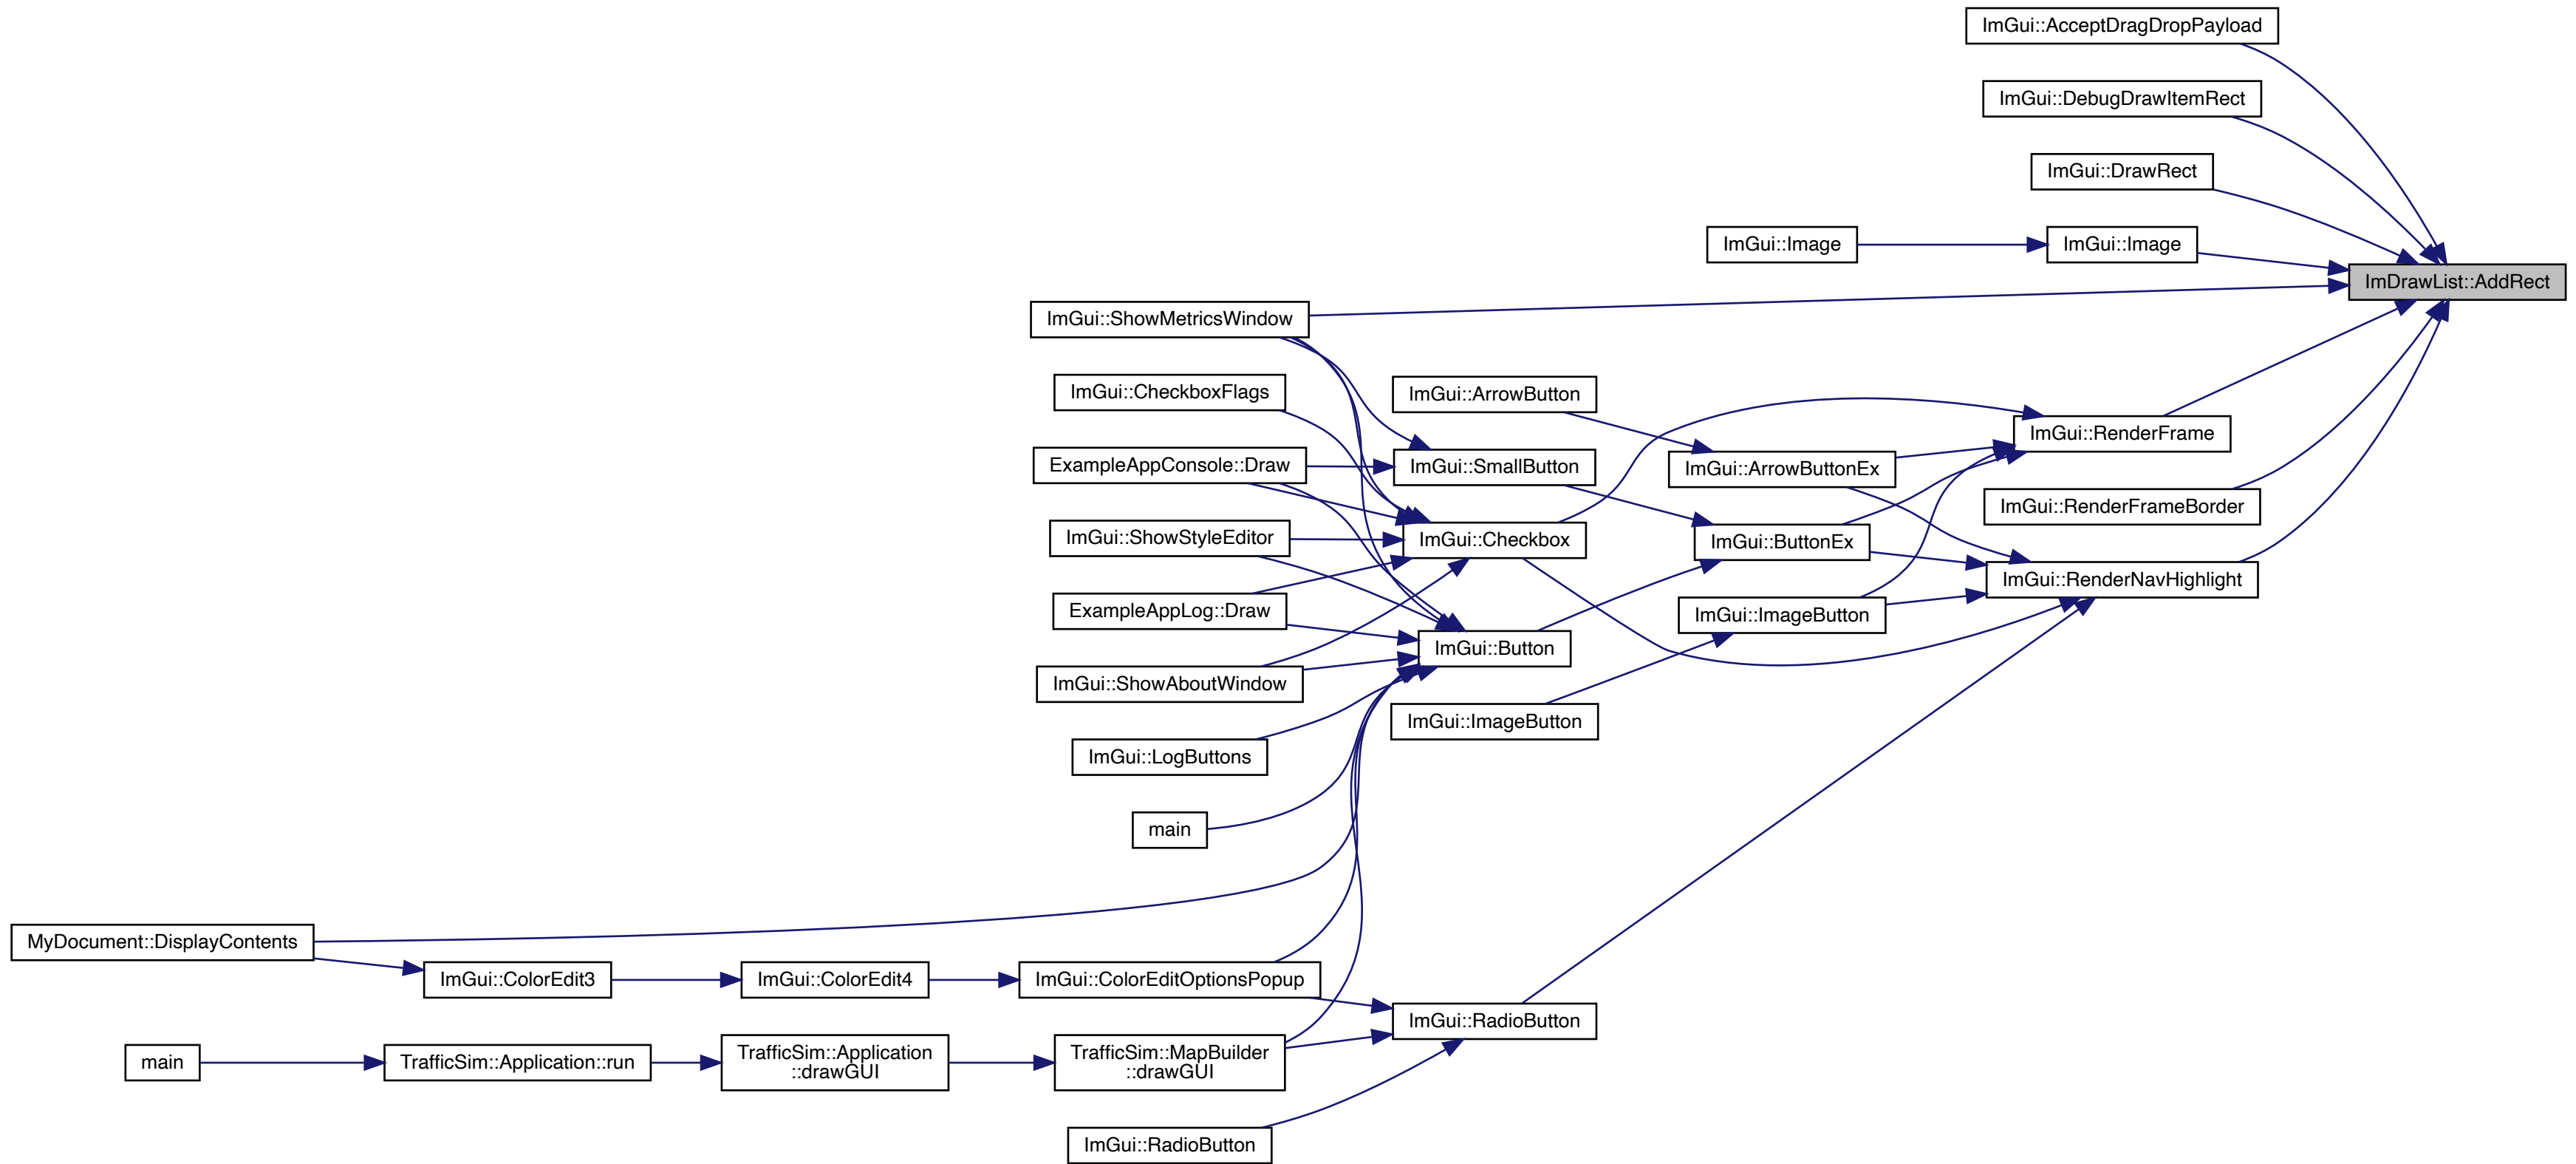 ImGui::AcceptDragDropPayload
ImGui::DebugDrawItemRect
ImGui::DrawRect
ImGui::Image
ImGui::Image
ImDrawList::AddRect
ImGui::ShowMetricsWindow
ImGui::CheckboxFlags
ImGui::ArrowButton
ImGui::RenderFrame
ExampleAppConsole::Draw
ImGui::SmallButton
ImGui::ArrowButtonEx
ImGui::RenderFrameBorder
ImGui::ShowStyleEditor
ImGui::Checkbox
ImGui::ButtonEx
ImGui::RenderNavHighlight
ExampleAppLog::Draw
ImGui::ImageButton
ImGui::Button
ImGui::ShowAboutWindow
ImGui::ImageButton
ImGui::LogButtons
main
MyDocument::DisplayContents
ImGui::ColorEdit3
ImGui::ColorEdit4
ImGui::ColorEditOptionsPopup
ImGui::RadioButton
main
TrafficSim::Application::run
TrafficSim::Application
::drawGUI
TrafficSim::MapBuilder
::drawGUI
ImGui::RadioButton